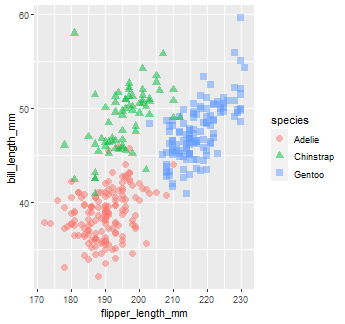 60
50
40
bill_length_mm
170 180 190 200 210 220 230
flipper_length_mm
species
Adelie
Chinstrap
Gentoo